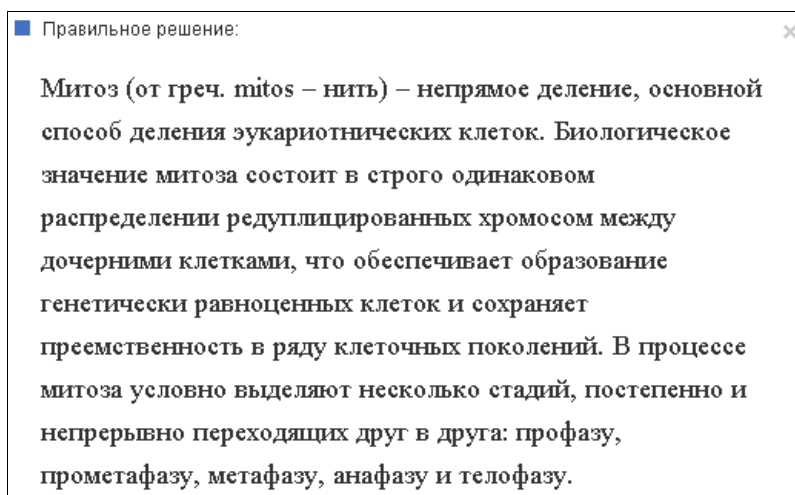 Правильное решение:
Митоз (от греч. mitos – нить) – непрямое деление, основной
способ деления эукариотнических клеток. Биологическое
значение митоза состоит в строго одинаковом
распределении редуплицированных хромосом между
дочерними клетками, что обеспечивает образование
генетически равноценных клеток и сохраняет
преемственность в ряду клеточных поколений. В процессе
митоза условно выделяют несколько стадий, постепенно и
непрерывно переходящих друг в друга: профазу,
прометафазу, метафазу, анафазу и телофазу.